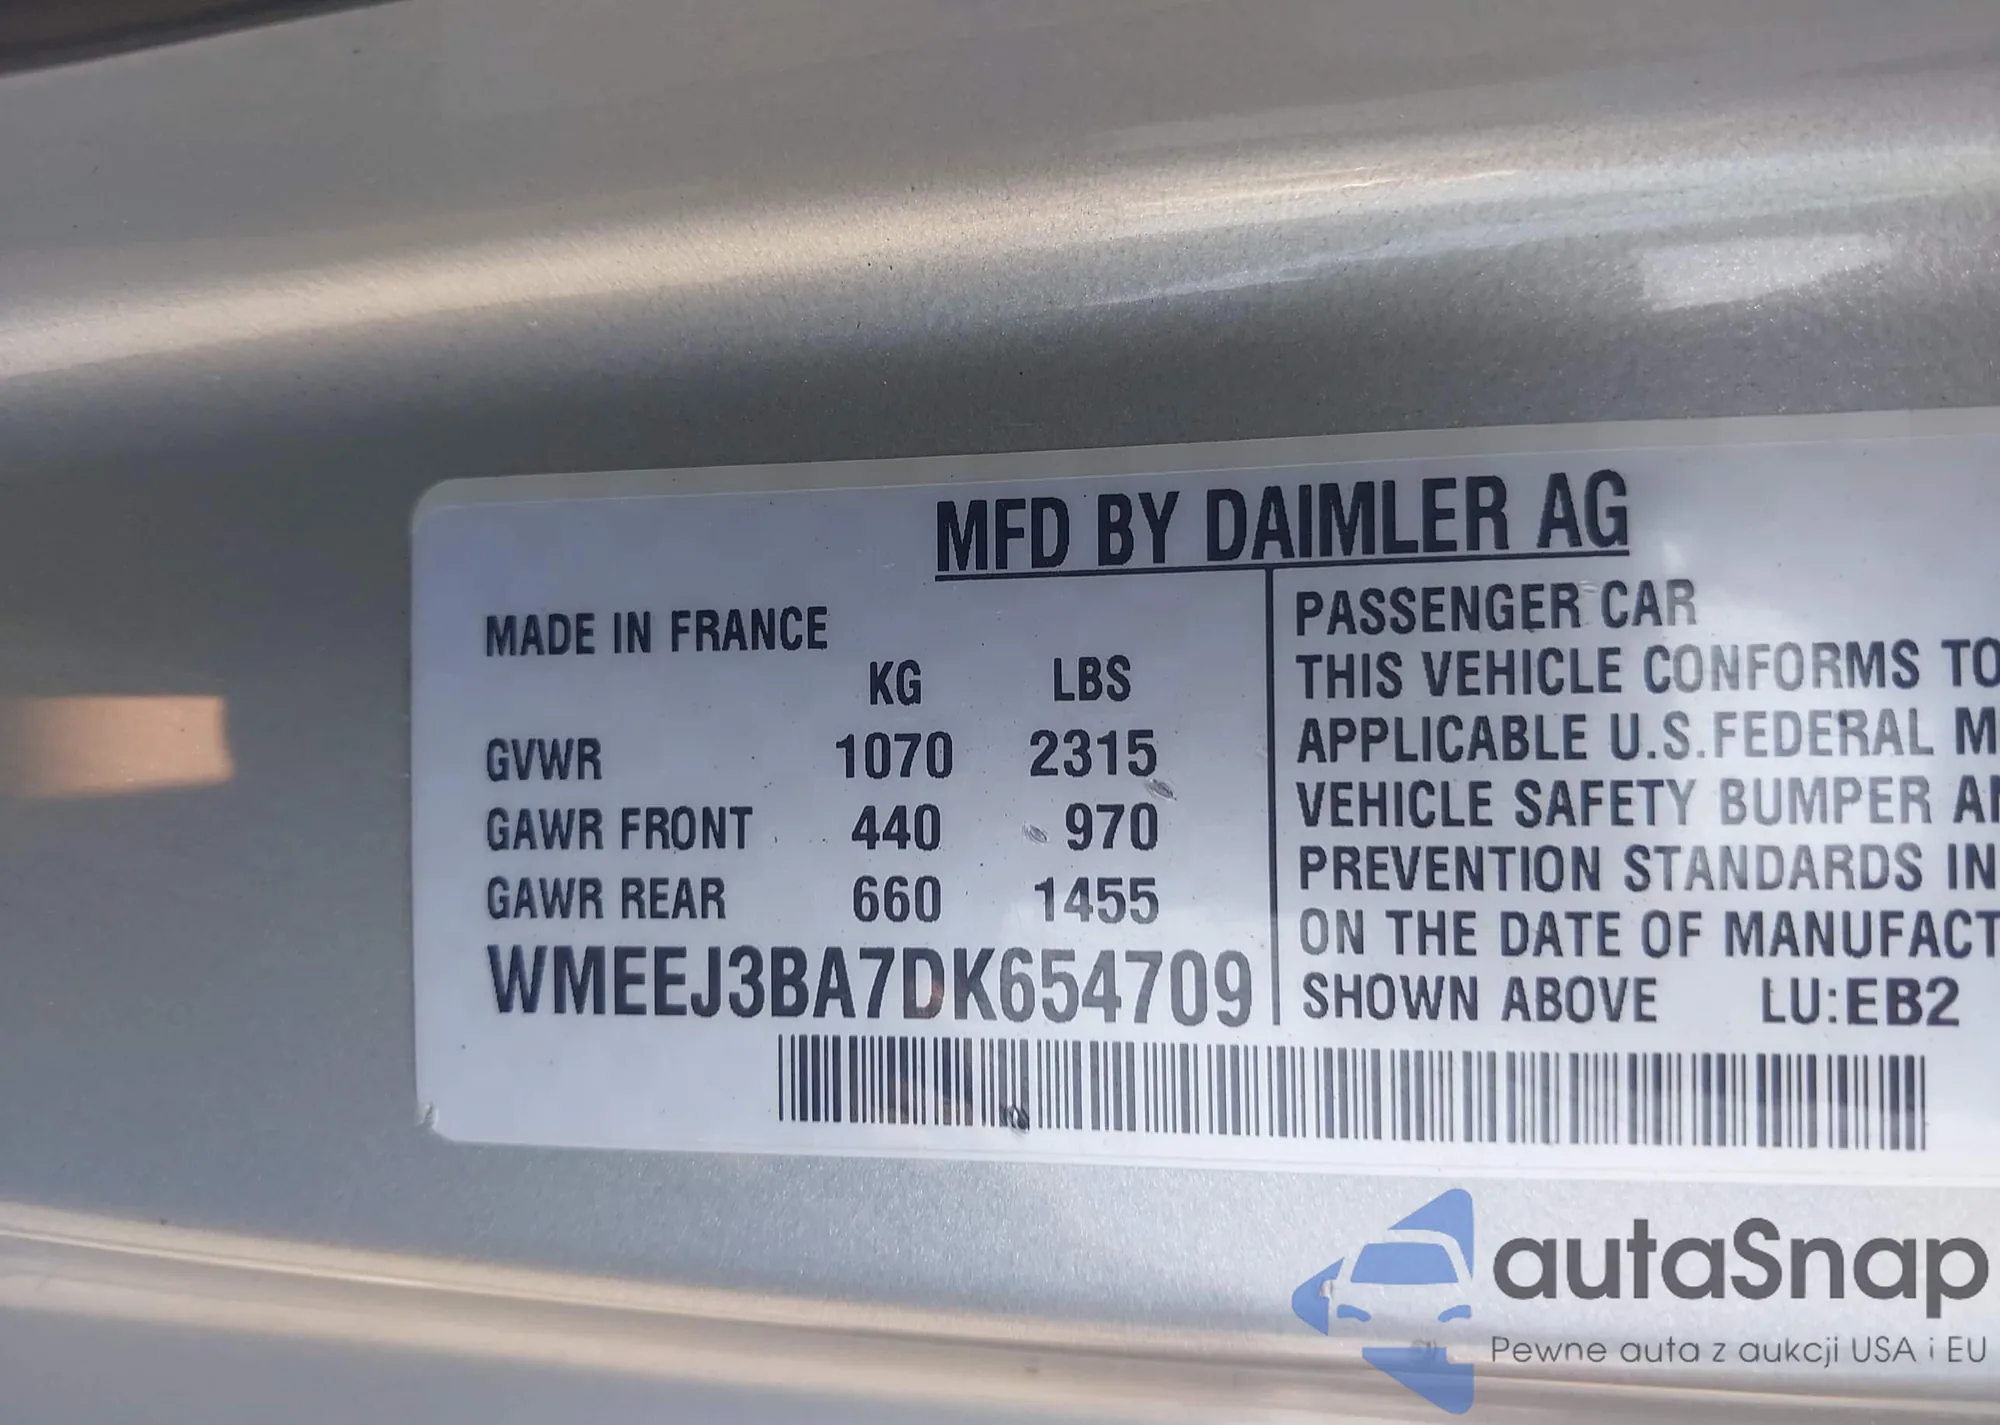 MFD BY DAIMLER AG
MADE IN FRANCE
KG LBS
GVWR 1070 2315
GAWR FRONT 440 970
GAWR REAR 660 1455
WMEEJ3BA7DK654709
PASSENGER CAR
THIS VEHICLE CONFORMS TO
APPLICABLE U.S.FEDERAL M
VEHICLE SAFETY BUMPER
PREVENTION STANDARDS IN
ON THE DATE OF MANUFACT
SHOWN ABOVE LU:EB2
autaSnap
Pewne auta z aukcji USA i EU